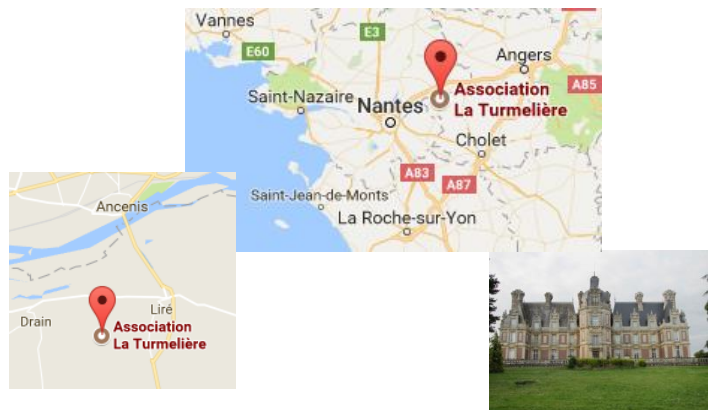 Vannes
E60
E3
Angers
Association
La Turmelière
A85
Saint-Nazaire
Nantes
Cholet
A83
A87
Saint-Jean-de-Monts
La Roche-sur-Yon
Ancenis
Liré
Drain
Association
La Turmelière